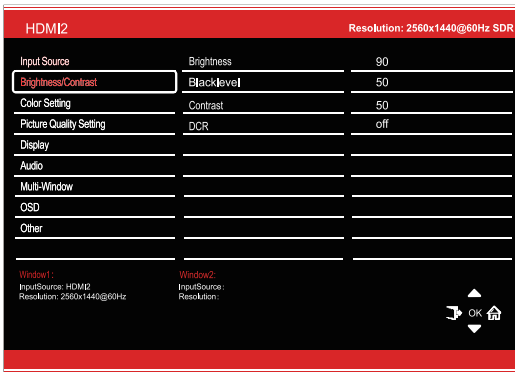 HDMI2 Resolution: 2560x1440@60Hz SDR
Input Source Brightness 90
Brightness/Contrast Blacklevel 50
Color Setting Contrast 50
Picture Quality Setting DCR off
Display
Audio
Multi-Window
OSD
Other
Window1: Window2:
InputSource: HDMI2 InputSource:
Resolution: 2560x1440@60Hz Resolution:
OK